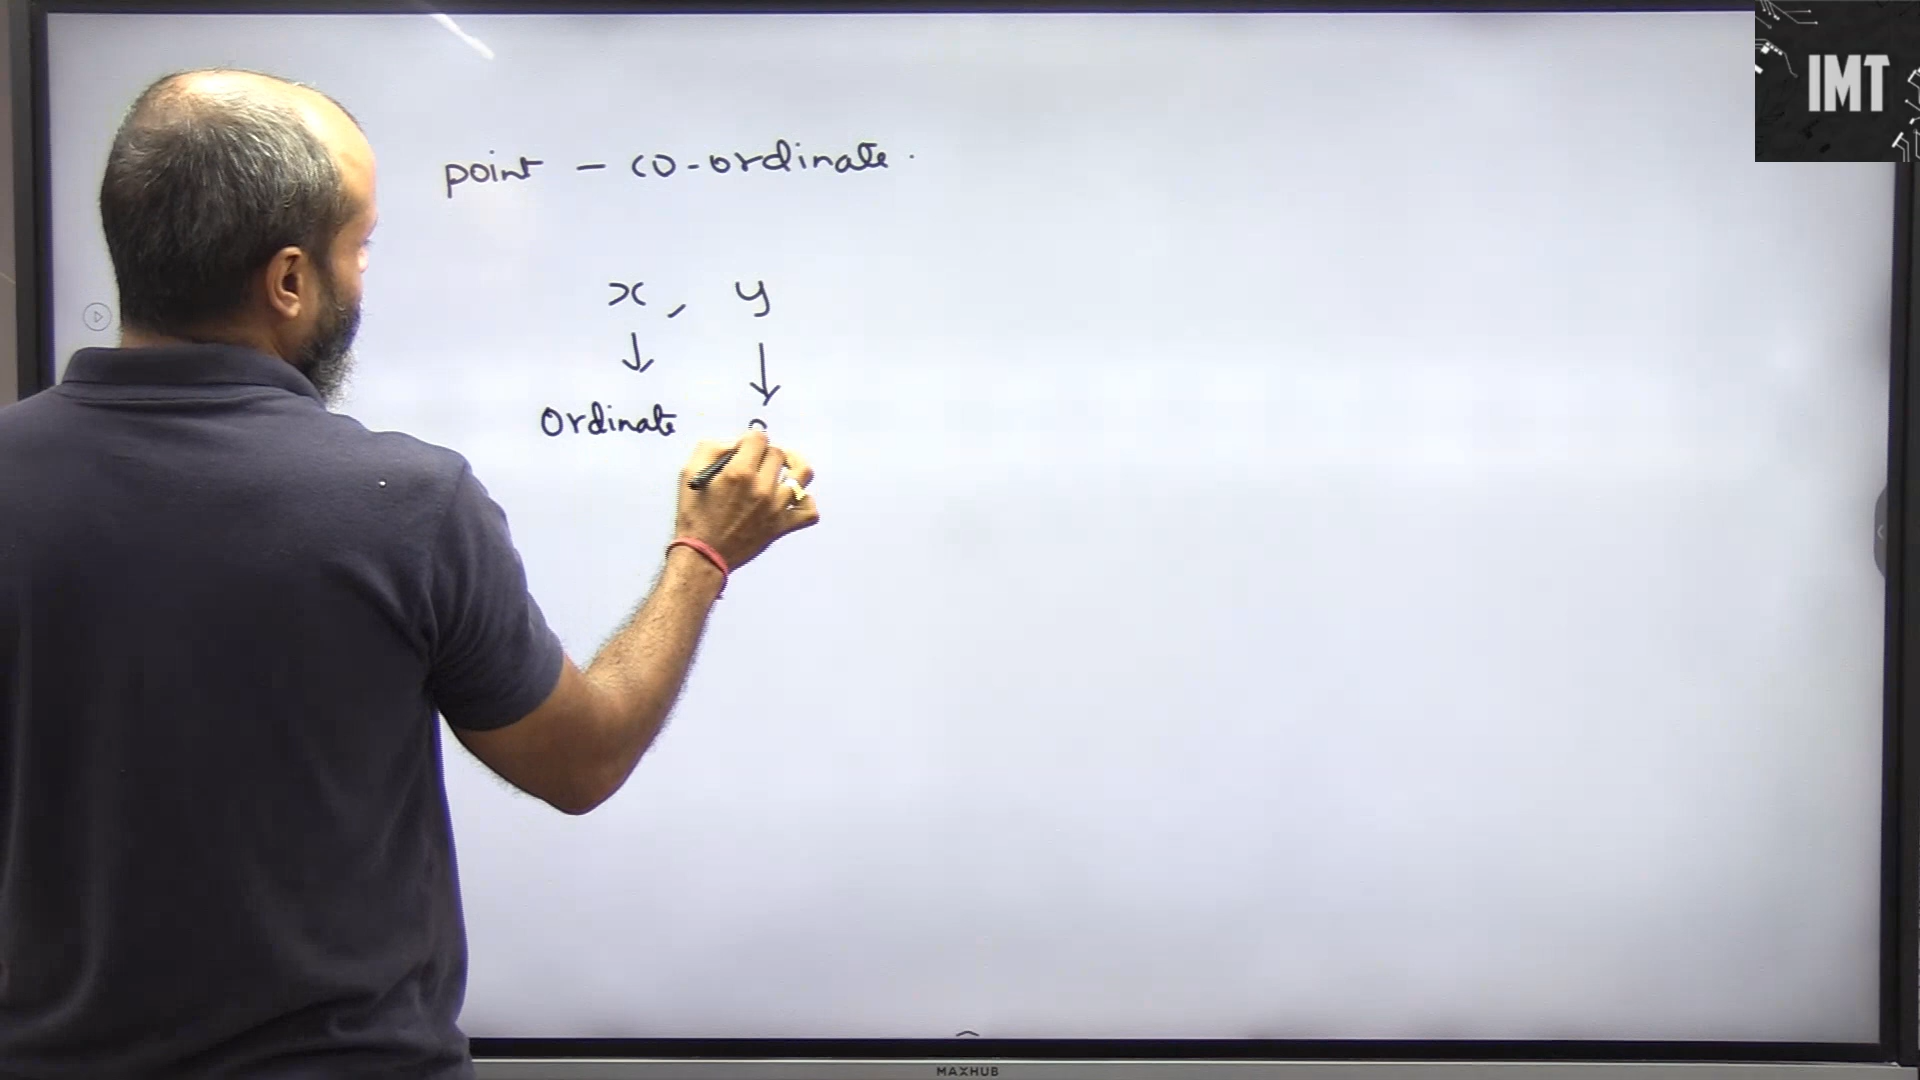 IMT
point - co-ordinate.
x, y
↓ ↓
Ordinate
MAXHUB